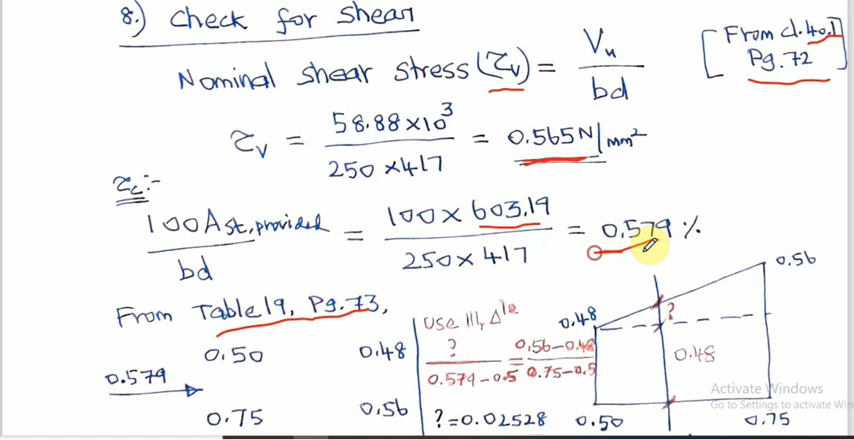 8.) Check for Shear
Nominal shear stress (τv) = Vu / bd
[From cl. 40.1 Pg. 72]
τv = 58.88×10³ / 250×417 = 0.565N/mm²
τc:-
100Ast,provided / bd = 100×603.19 / 250×417 = 0.579 %
From Table 19, Pg. 73,
0.50 0.48
0.579
0.75 0.56
Use lll, Δle
? / 0.579-0.5 = 0.56-0.48 / 0.75-0.5
? = 0.02528
0.56
0.48
?
0.48
0.50 0.75
Activate Windows
Go to Settings to activate Win